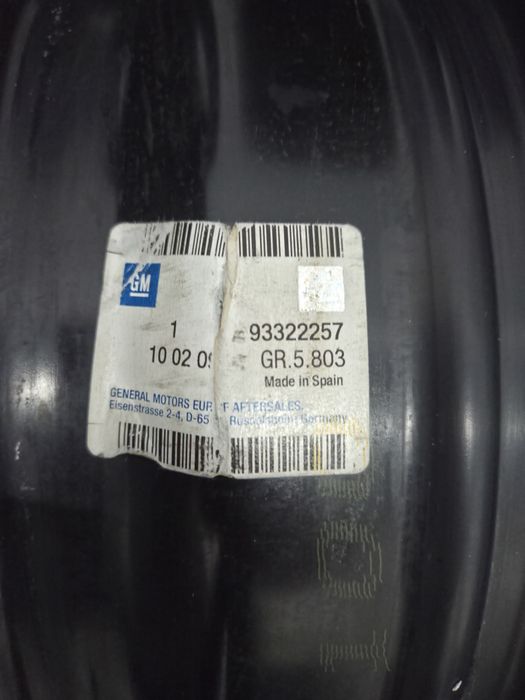 GM
1
93322257
10 02 09
GR.5.803
Made in Spain
GENERAL MOTORS EUR AFTERSALES
Eisenstrasse 2-4, D-65 Germany